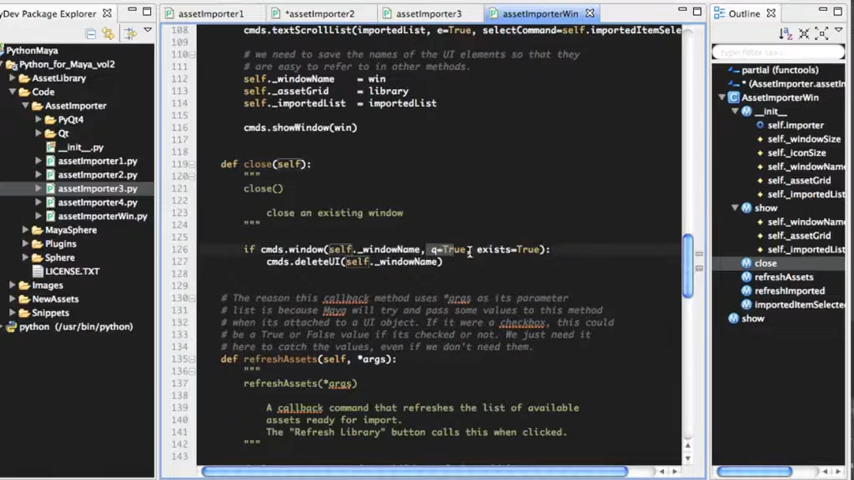 yDev Package Explorer
PythonMaya
Python_for_Maya_vol2
AssetLibrary
Code
AssetImporter
PyQt4
Qt
__init__.py
assetImporter1.py
assetImporter2.py
assetImporter3.py
assetImporter4.py
assetImporterWin.py
MayaSphere
Plugins
Sphere
LICENSE.TXT
Images
NewAssets
Snippets
python (/usr/bin/python)
assetImporter1
*assetImporter2
assetImporter3
assetImporterWin
108 cmds.textScrollList(importedList, e=True, selectCommand=self.importedItemSele
109
110 # we need to save the names of the UI elements so that they
111 # are easy to refer to in other methods.
112 self._windowName = win
113 self._assetGrid = library
114 self._importedList = importedList
115
116 cmds.showWindow(win)
117
118
119 def close(self):
120 """
121 close()
122
123 close an existing window
124 """
125
126 if cmds.window(self._windowName, q=True, exists=True):
127 cmds.deleteUI(self._windowName)
128
129
130 # The reason this callback method uses *args as its parameter
131 # list is because Maya will try and pass some values to this method
132 # when its attached to a UI object. If it were a checkbox, this could
133 # be a True or False value if its checked or not. We just need it
134 # here to catch the values, even if we don't need them.
135 def refreshAssets(self, *args):
136 """
137 refreshAssets(*args)
138
139 A callback command that refreshes the list of available
140 assets ready for import.
141 The "Refresh Library" button calls this when clicked.
142 """
143
Outline
type filter text
partial (functools)
* (AssetImporter.assetIn
AssetImporterWin
__init__
self.importer
self._windowSize
self._iconSize
self._assetGrid
self._importedList
show
self._windowName
self._assetGrid
self._importedList
close
refreshAssets
refreshImported
importedItemSelected
show